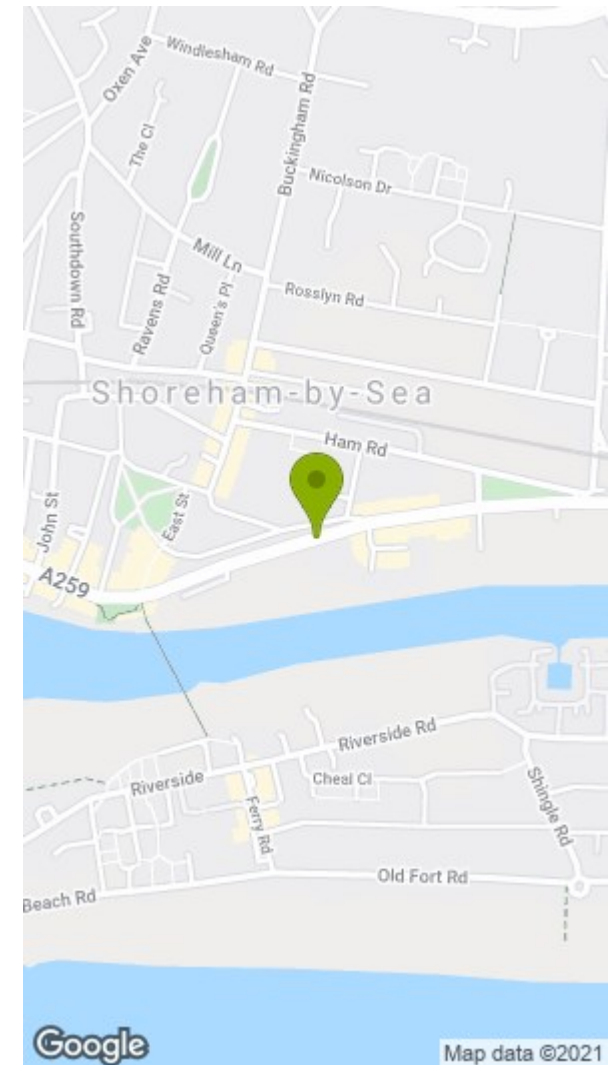 Oxen Ave
Windlesham Rd
Buckingham Rd
The Cl
Nicolson Dr
Southdown Rd
Mill Ln
Ravens Rd
Queen's Pl
Rosslyn Rd
Shoreham-by-Sea
Ham Rd
John St
East St
A259
Riverside Rd
Riverside
Cheal Cl
Shingle Rd
Ferry Rd
Old Fort Rd
Beach Rd
Google
Map data ©2021